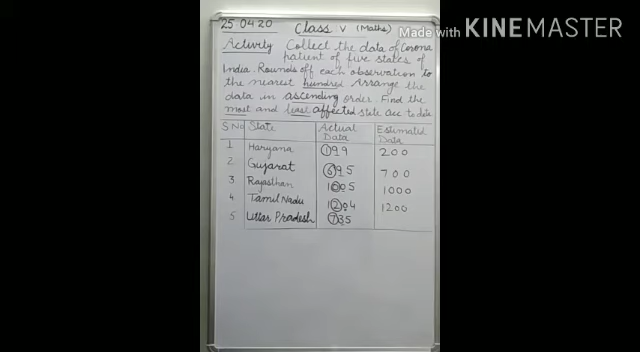 25.04.20 Class V (Maths)
Made with KINEMASTER
Activity Collect the data of Corona
patient of five states of
India. Rounds off each observation to
the nearest hundred Arrange the
data in ascending order. Find the
most and least affected state acc to data
S No State Actual Data Estimated Data
1 Haryana 199 200
2 Gujarat 695 700
3 Rajasthan 1005 1000
4 Tamil Nadu 1204 1200
5 Uttar Pradesh 735